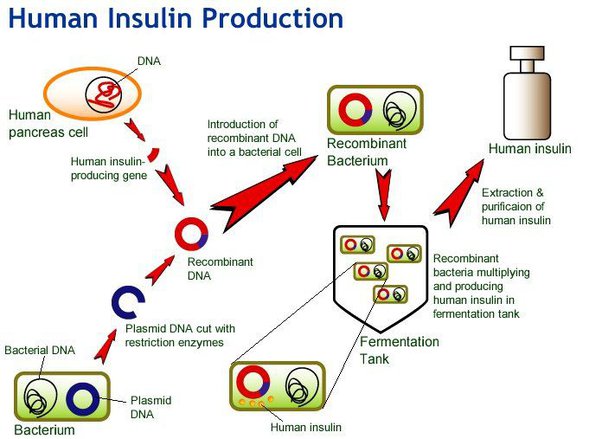 Human Insulin Production
DNA
Human
pancreas cell
Human insulin-
producing gene
Introduction of
recombinant DNA
into a bacterial cell
Recombinant
Bacterium
Human insulin
Extraction &
purificaion of
human insulin
Recombinant
DNA
Recombinant
bacteria multiplying
and producing
human insulin in
fermentation tank
Plasmid DNA cut with
restriction enzymes
Fermentation
Tank
Bacterial DNA
Plasmid
DNA
Bacterium
Human insulin